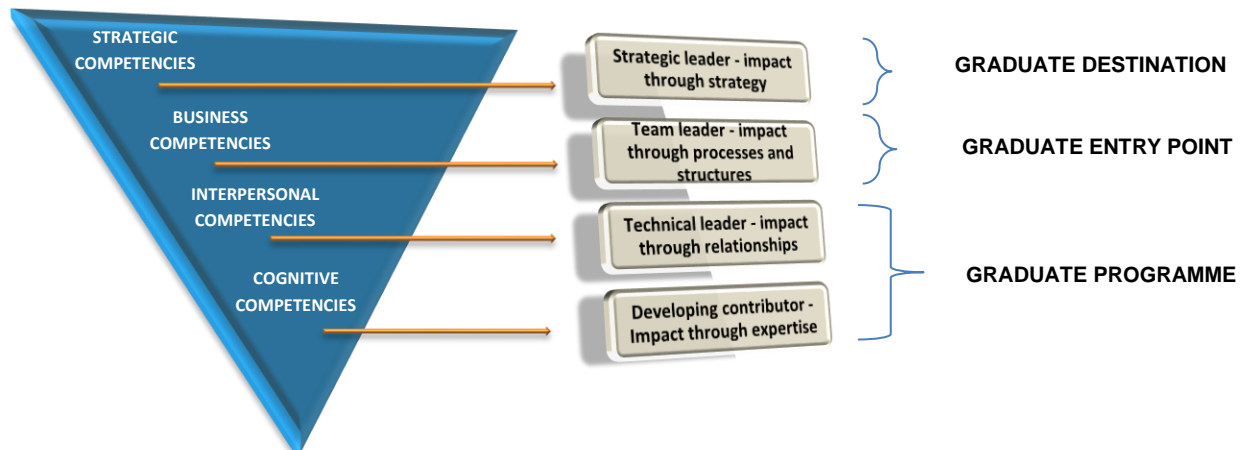 STRATEGIC
COMPETENCIES
Strategic leader - impact
through strategy
GRADUATE DESTINATION
BUSINESS
COMPETENCIES
Team leader - impact
through processes and
structures
GRADUATE ENTRY POINT
INTERPERSONAL
COMPETENCIES
Technical leader - impact
through relationships
COGNITIVE
COMPETENCIES
Developing contributor -
Impact through expertise
GRADUATE PROGRAMME